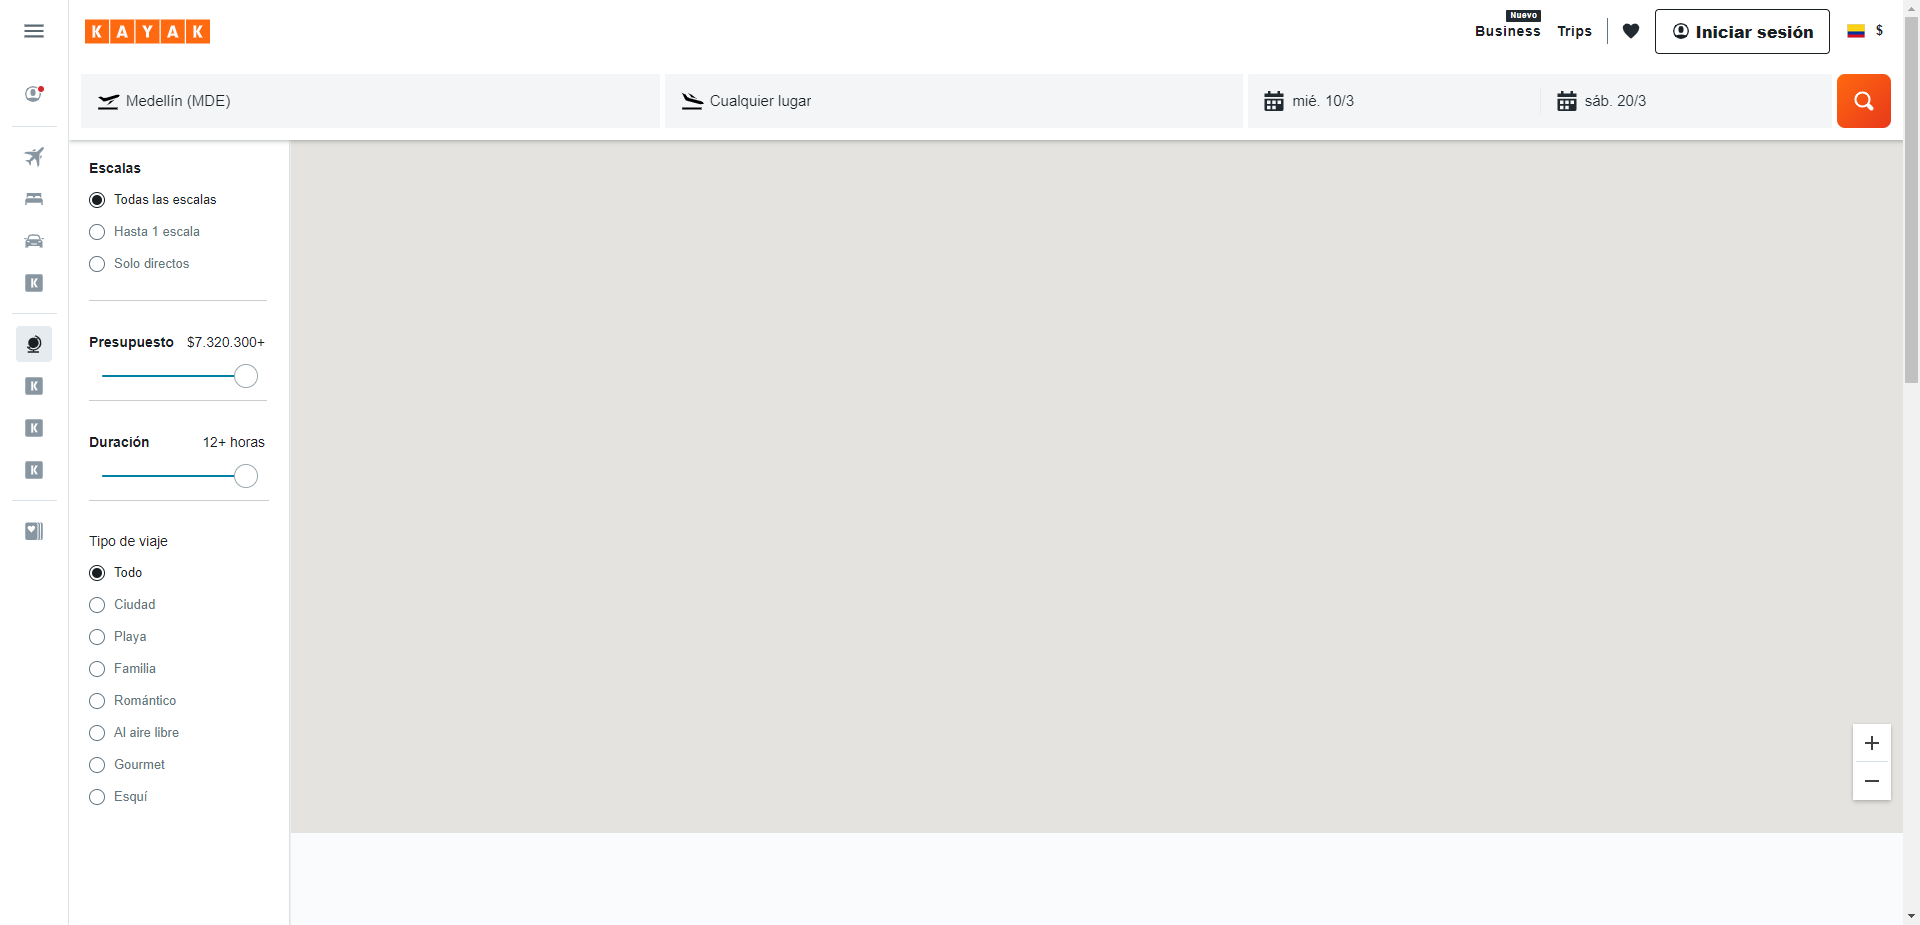 KAYAK
Nuevo
Business
Trips
Iniciar sesión
$
Medellín (MDE)
Cualquier lugar
mié. 10/3
sáb. 20/3
Escalas
Todas las escalas
Hasta 1 escala
Solo directos
K
Presupuesto $7.320.300+
K
K
Duración 12+ horas
K
Tipo de viaje
Todo
Ciudad
Playa
Familia
Romántico
Al aire libre
Gourmet
Esquí